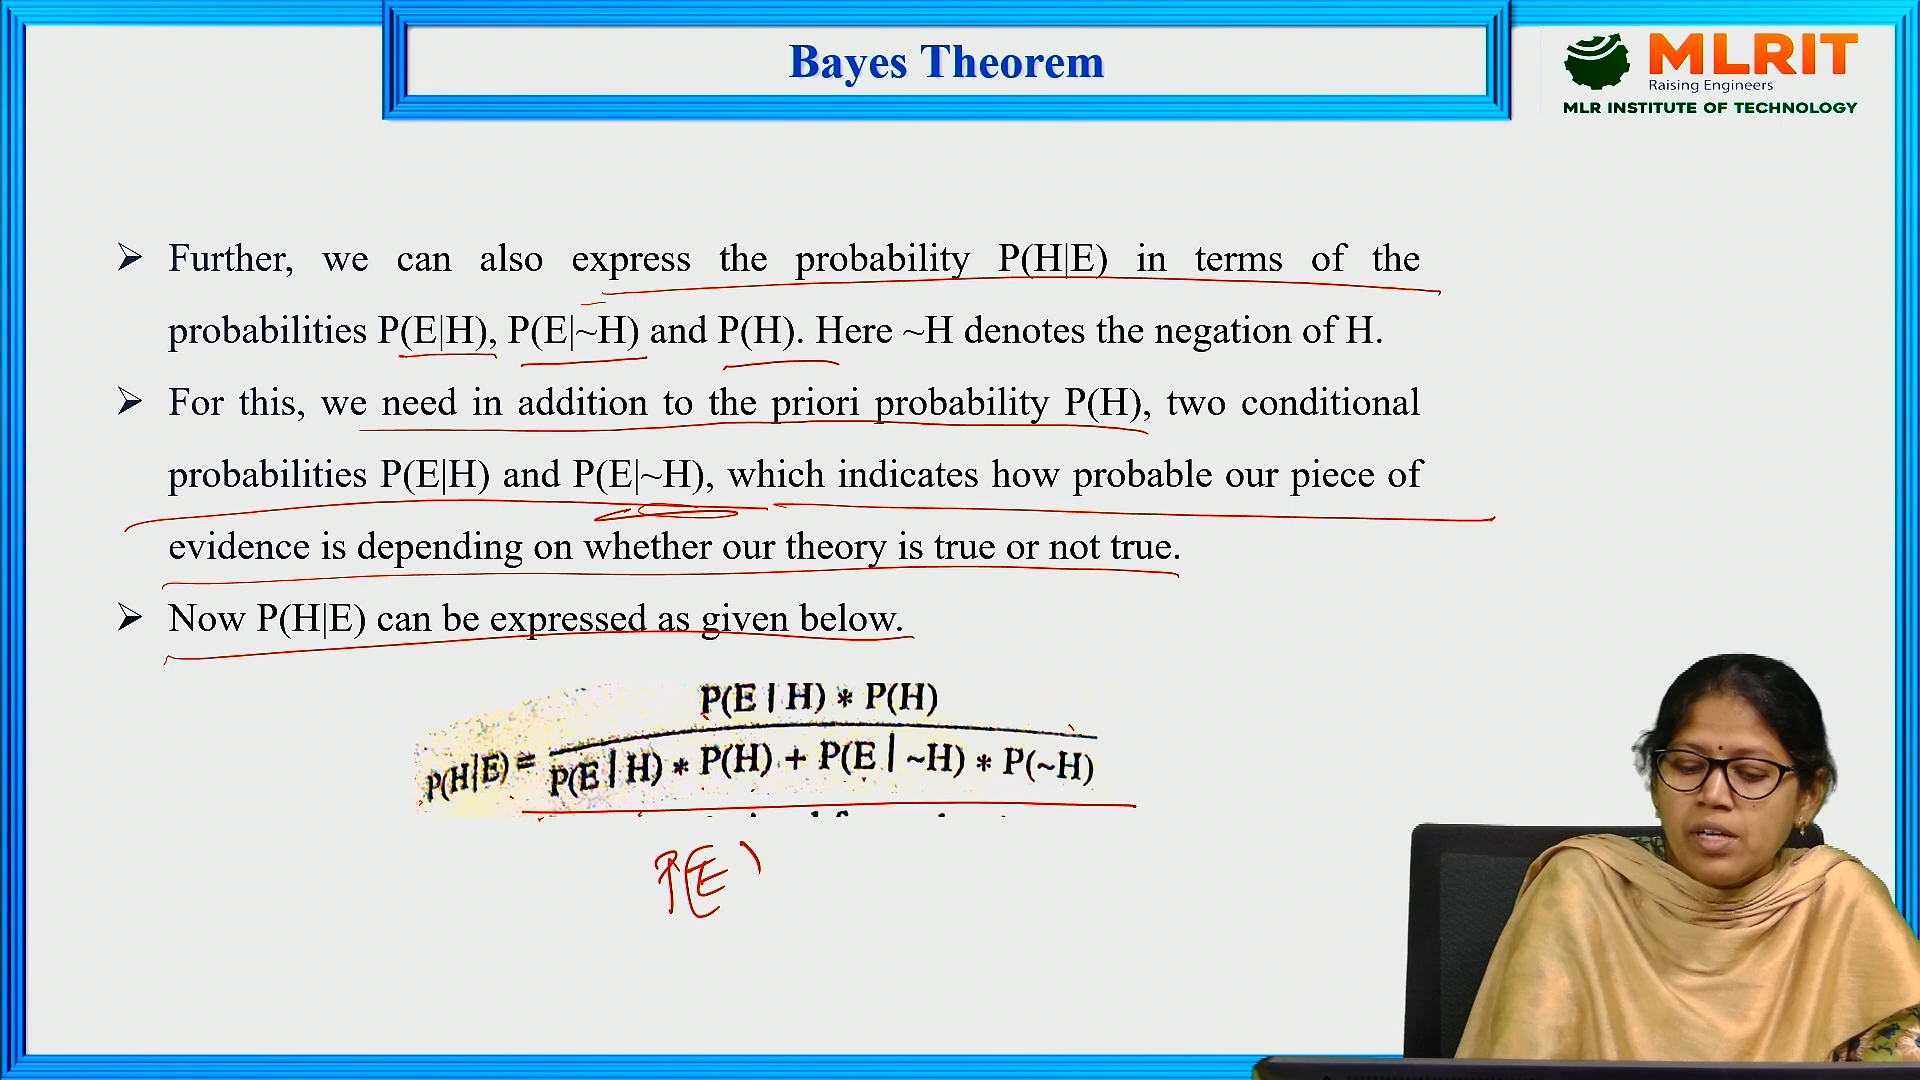 Bayes Theorem
MLRIT
Raising Engineers
MLR INSTITUTE OF TECHNOLOGY
➢ Further, we can also express the probability P(H|E) in terms of the
probabilities P(E|H), P(E|~H) and P(H). Here ~H denotes the negation of H.
➢ For this, we need in addition to the priori probability P(H), two conditional
probabilities P(E|H) and P(E|~H), which indicates how probable our piece of
evidence is depending on whether our theory is true or not true.
➢ Now P(H|E) can be expressed as given below.
P(E | H) * P(H)
P(H|E) =
P(E | H) * P(H) + P(E | ~H) * P(~H)
P(E)